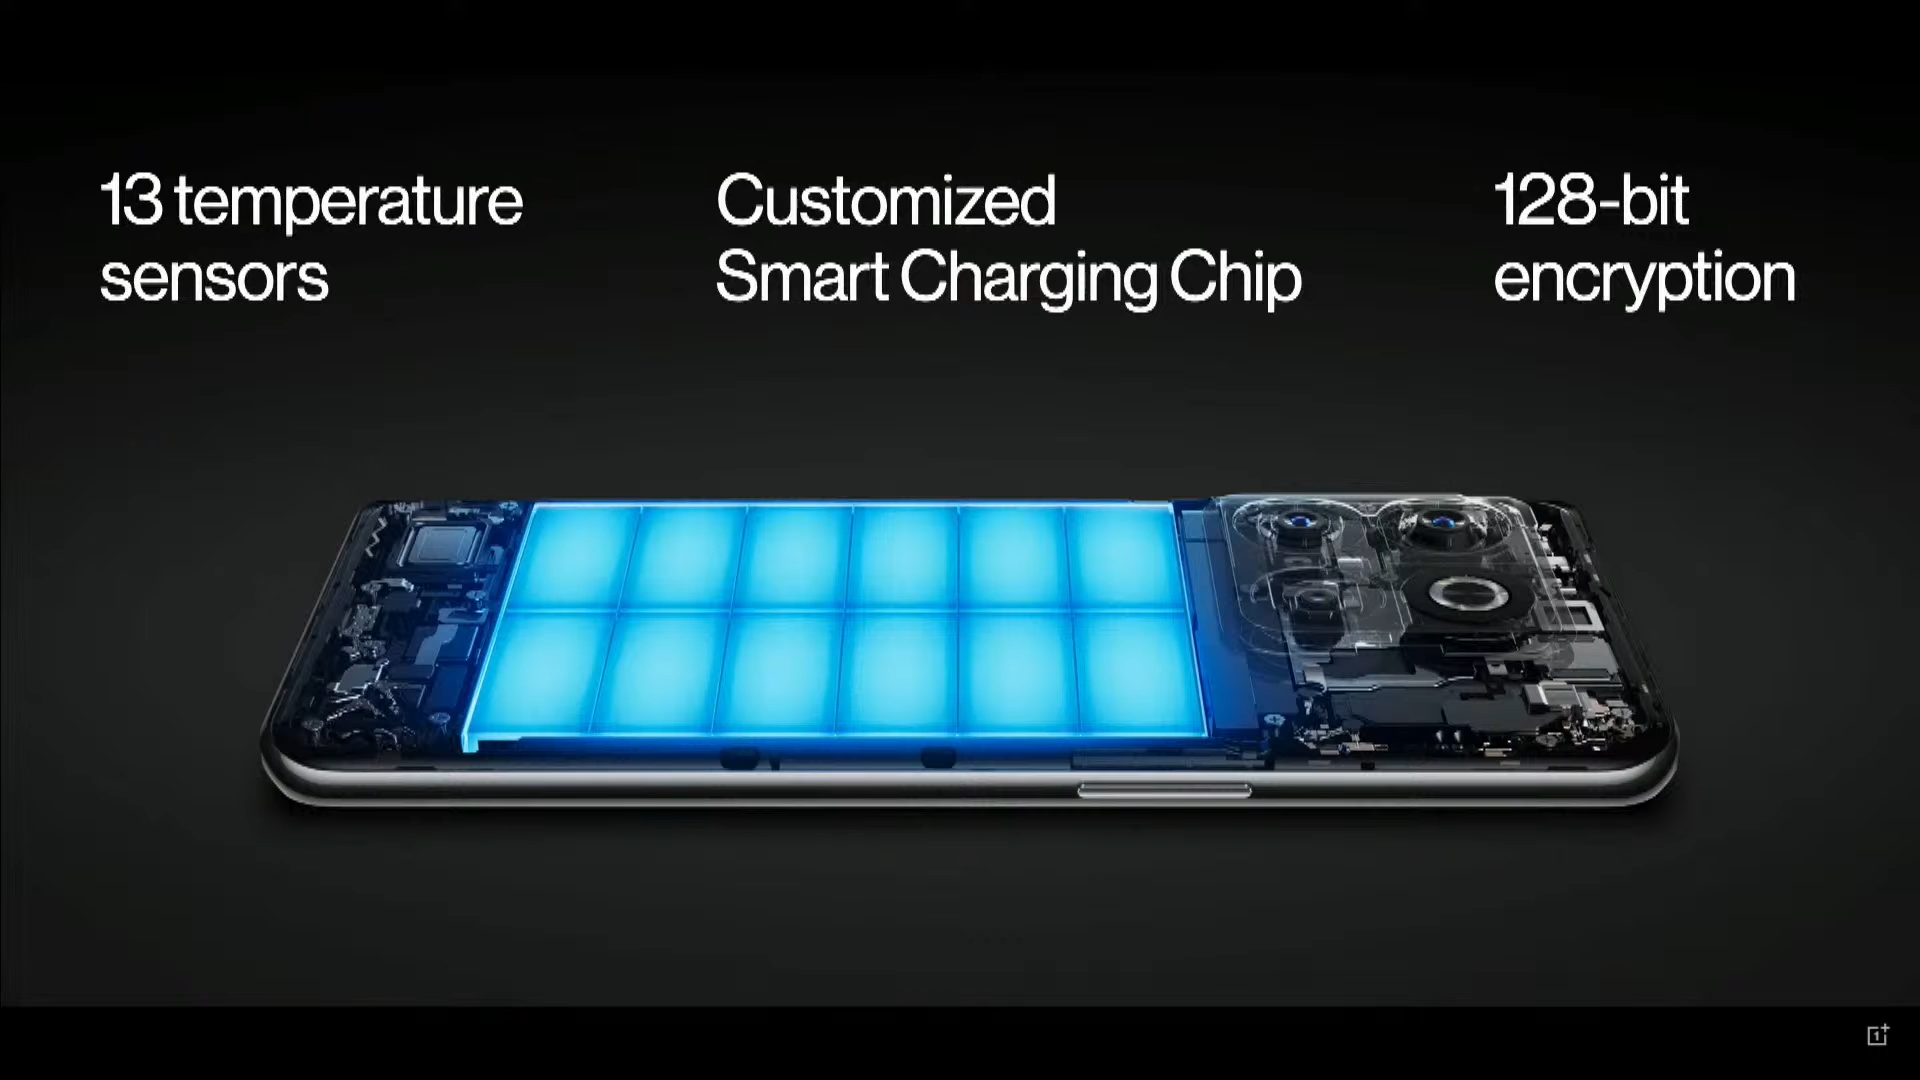 13 temperature
sensors
Customized
Smart Charging Chip
128-bit
encryption